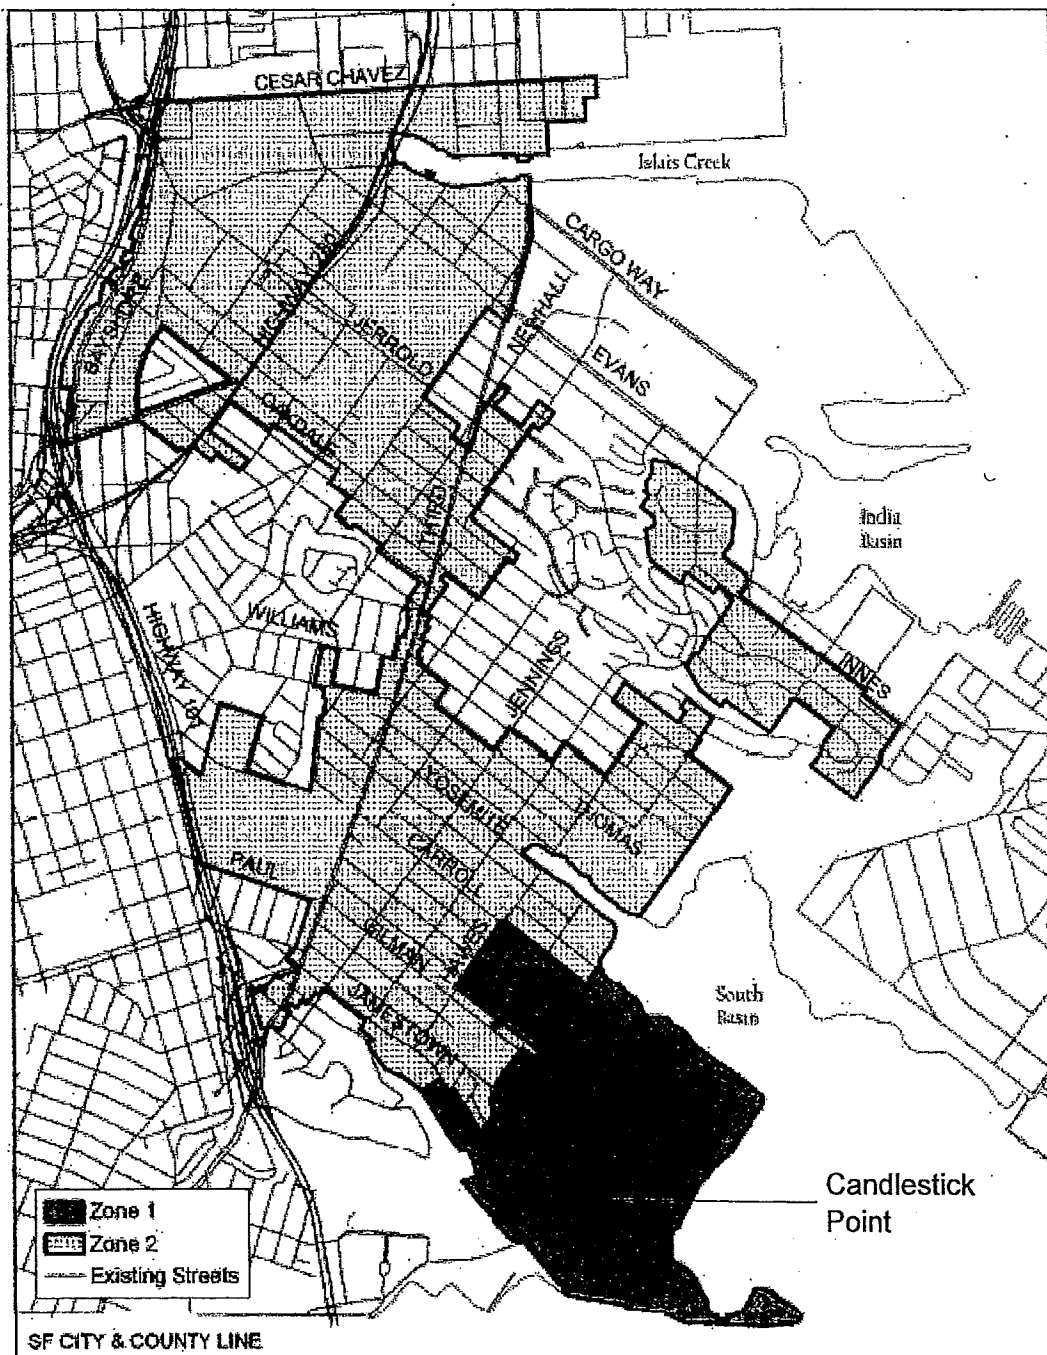 CESAR CHAVEZ
Islais Creek
CARGO WAY
BAYSHORE
HIGHWAY 280
JERROLD
NEWHALL
EVANS
OAKDALE
THIRD
India
Basin
WILLIAMS
HIGHWAY 101
JENNINGS
INNES
YOSEMITE
THOMAS
CARROLL
PAUL
GILMAN
JAMESTOWN
South
Basin
Candlestick
Point
Zone 1
Zone 2
Existing Streets
SF CITY & COUNTY LINE